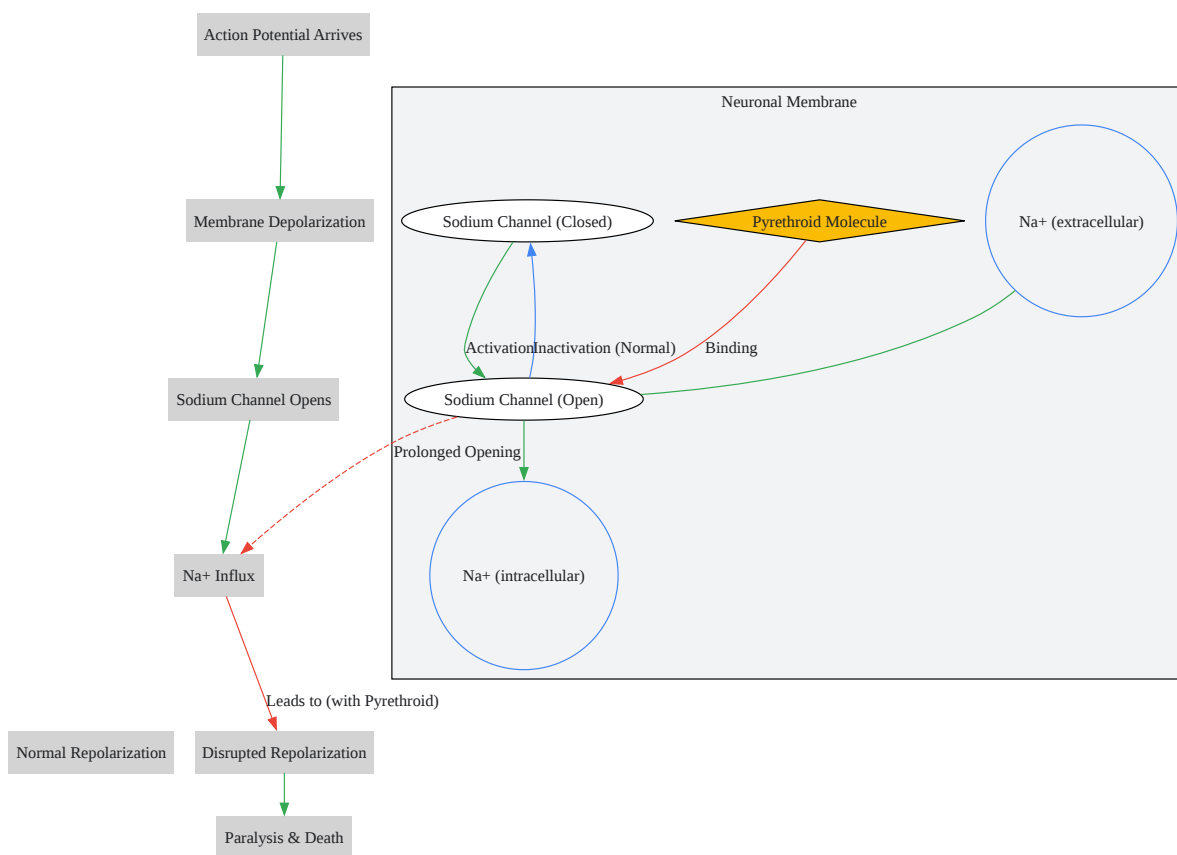 Action Potential Arrives
Neuronal Membrane
Membrane Depolarization
Sodium Channel (Closed)
Pyrethroid Molecule
Na+ (extracellular)
Activation
Inactivation (Normal)
Binding
Sodium Channel Opens
Sodium Channel (Open)
Prolonged Opening
Na+ Influx
Na+ (intracellular)
Leads to (with Pyrethroid)
Normal Repolarization
Disrupted Repolarization
Paralysis & Death